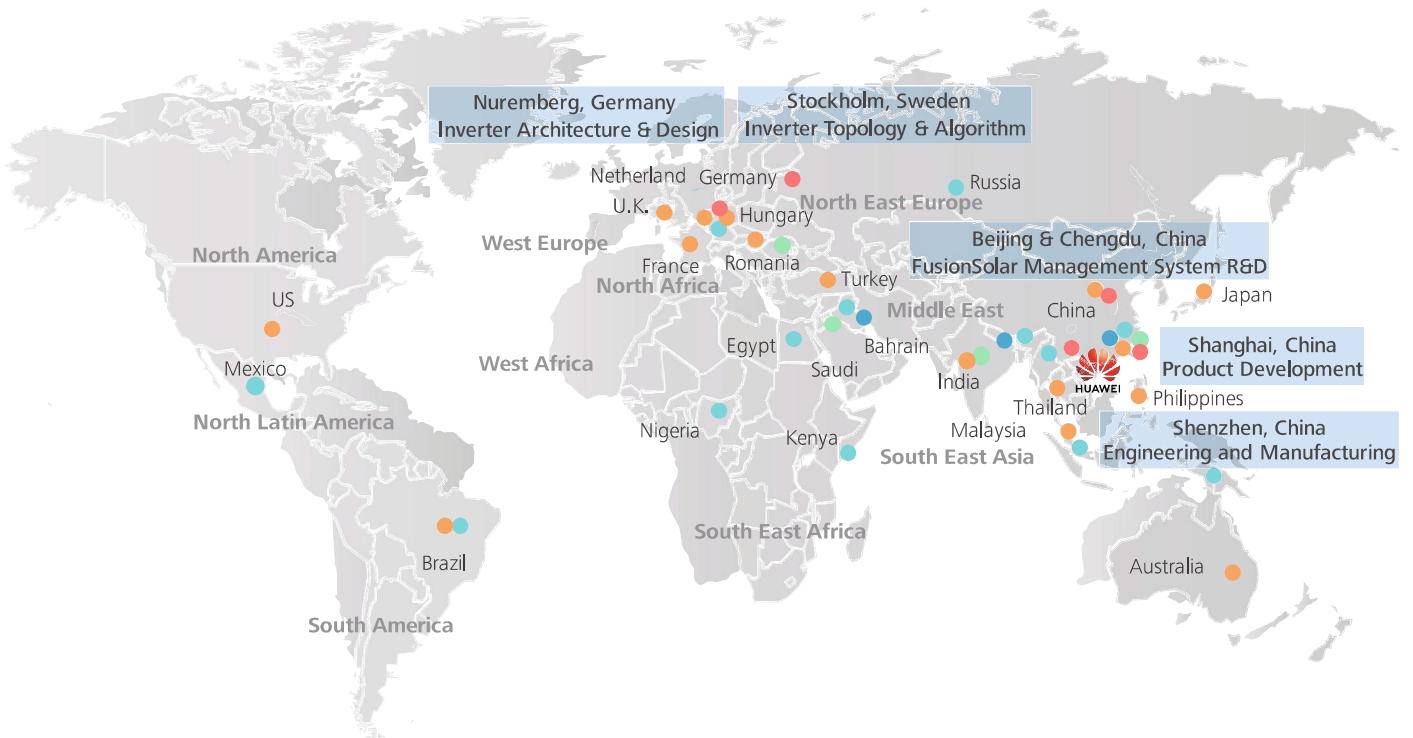 Nuremberg, Germany
Inverter Architecture & Design
Stockholm, Sweden
Inverter Topology & Algorithm
Netherland
Germany
Russia
U.K.
Hungary
North East Europe
West Europe
North America
Beijing & Chengdu, China
FusionSolar Management System R&D
France
Romania
North Africa
Turkey
US
China
Japan
Middle East
Egypt
Bahrain
Saudi
Shanghai, China
Product Development
West Africa
Mexico
India
HUAWEI
Thailand
Philippines
North Latin America
Nigeria
Kenya
Malaysia
South East Asia
Shenzhen, China
Engineering and Manufacturing
South East Africa
Brazil
Australia
South America